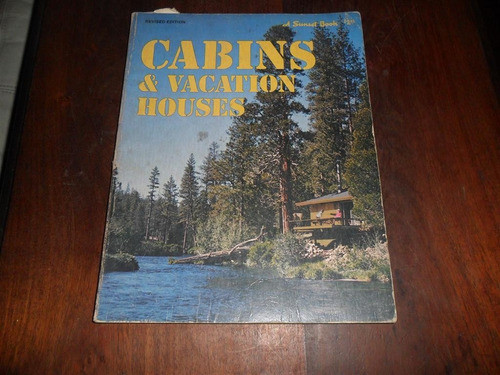 REVISED EDITION
A Sunset Book
CABINS
& VACATION
HOUSES